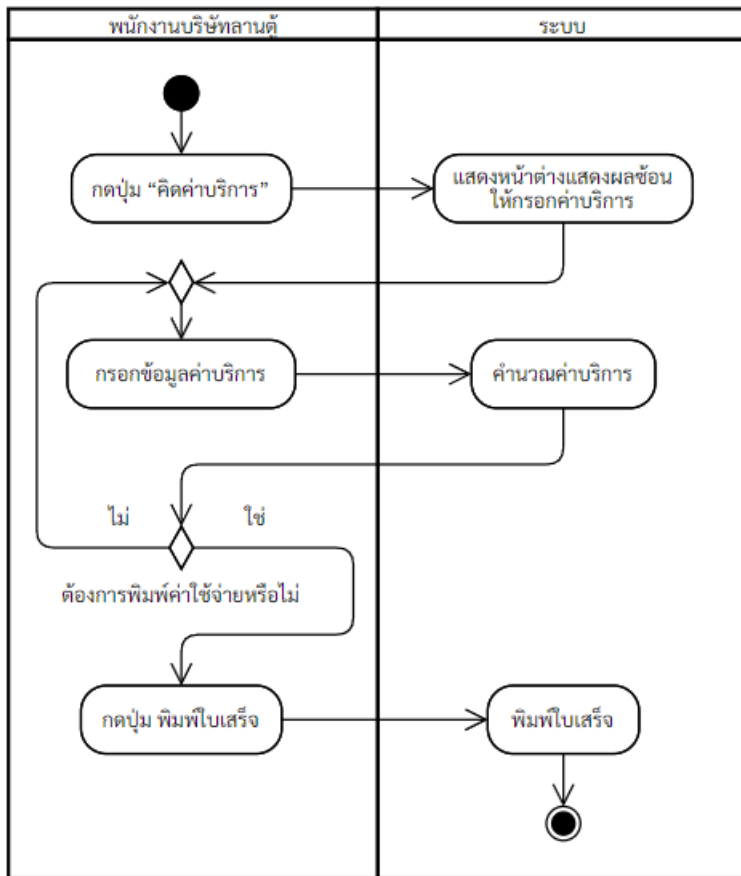 พนักงานบริษัทลานตู้
ระบบ
กดปุ่ม “คิดค่าบริการ”
แสดงหน้าต่างแสดงผลซ้อน
ให้กรอกค่าบริการ
กรอกข้อมูลค่าบริการ
คำนวณค่าบริการ
ไม่
ใช่
ต้องการพิมพ์ค่าใช้จ่ายหรือไม่
กดปุ่ม พิมพ์ใบเสร็จ
พิมพ์ใบเสร็จ